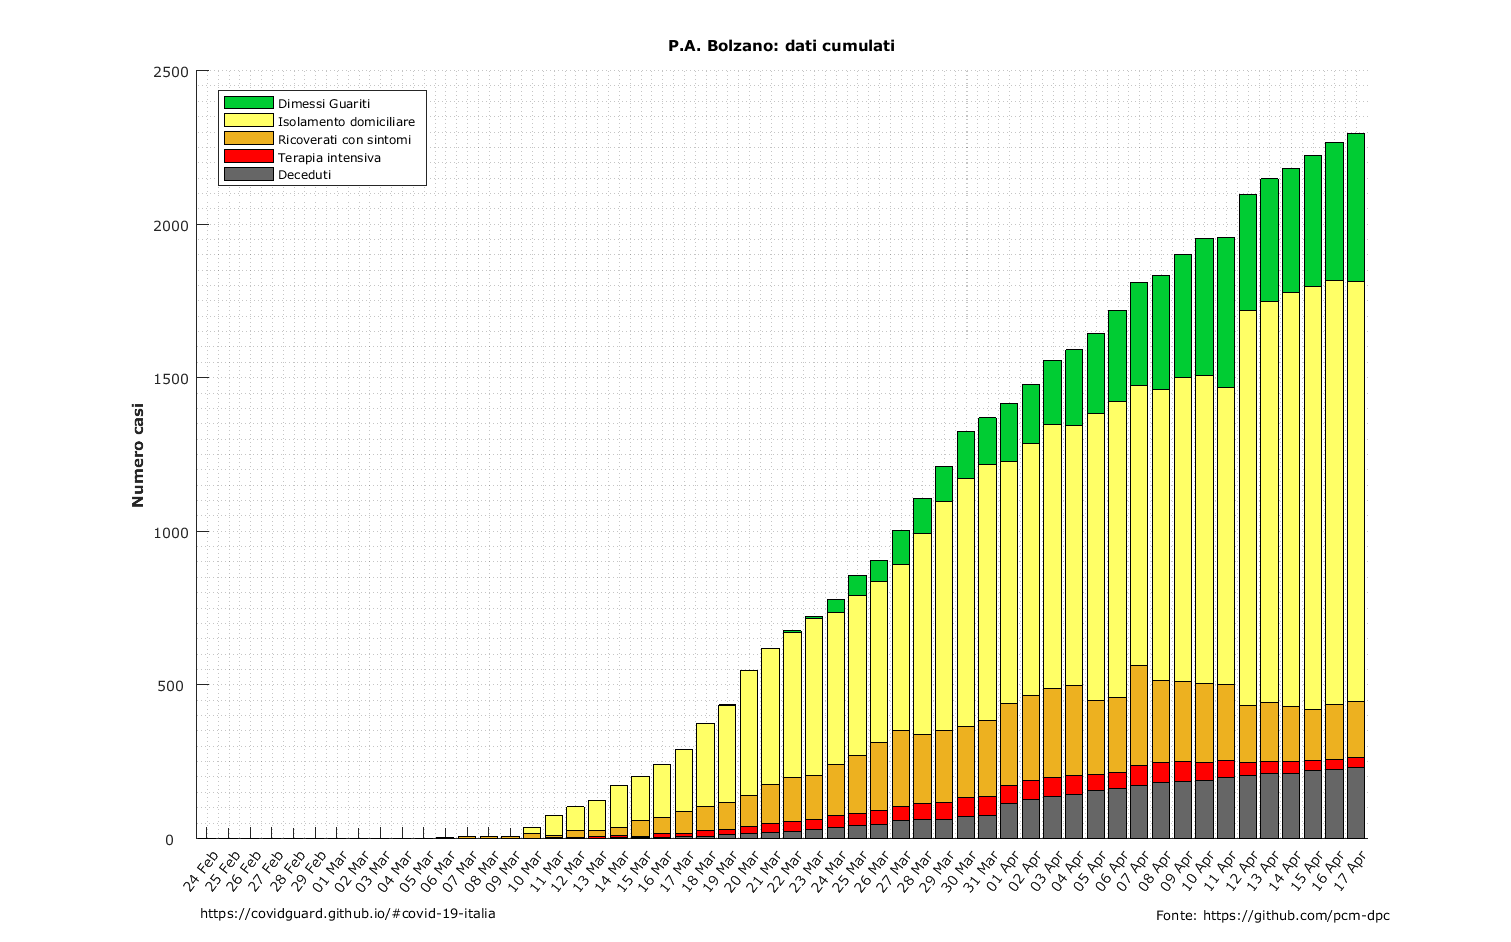 P.A. Bolzano: dati cumulati
2500
2000
1500
1000
500
0
Numero casi
Dimessi Guariti
Isolamento domiciliare
Ricoverati con sintomi
Terapia intensiva
Deceduti
24 Feb
25 Feb
26 Feb
27 Feb
28 Feb
29 Feb
01 Mar
02 Mar
03 Mar
04 Mar
05 Mar
06 Mar
07 Mar
08 Mar
09 Mar
10 Mar
11 Mar
12 Mar
13 Mar
14 Mar
15 Mar
16 Mar
17 Mar
18 Mar
19 Mar
20 Mar
21 Mar
22 Mar
23 Mar
24 Mar
25 Mar
26 Mar
27 Mar
28 Mar
29 Mar
30 Mar
31 Mar
01 Apr
02 Apr
03 Apr
04 Apr
05 Apr
06 Apr
07 Apr
08 Apr
09 Apr
10 Apr
11 Apr
12 Apr
13 Apr
14 Apr
15 Apr
16 Apr
17 Apr
https://covidguard.github.io/#covid-19-italia
Fonte: https://github.com/pcm-dpc